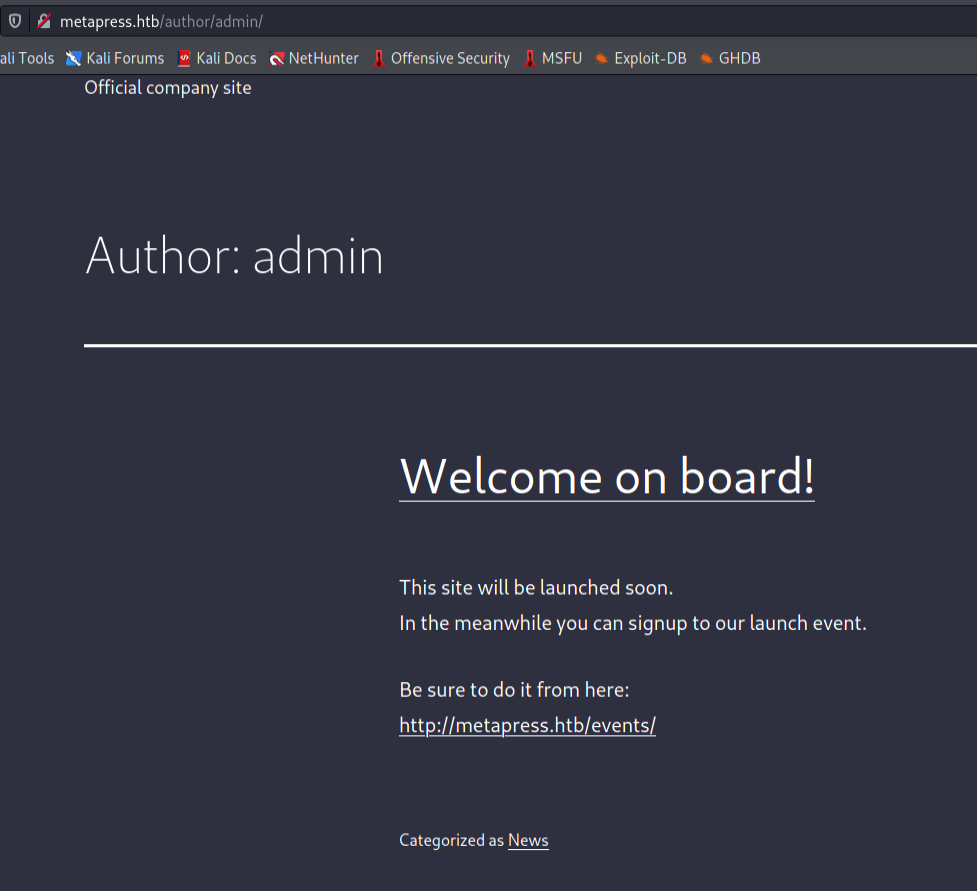 metapress.htb/author/admin/
ali Tools Kali Forums Kali Docs NetHunter Offensive Security MSFU Exploit-DB GHDB
Official company site
Author: admin
Welcome on board!
This site will be launched soon.
In the meanwhile you can signup to our launch event.
Be sure to do it from here:
http://metapress.htb/events/
Categorized as News